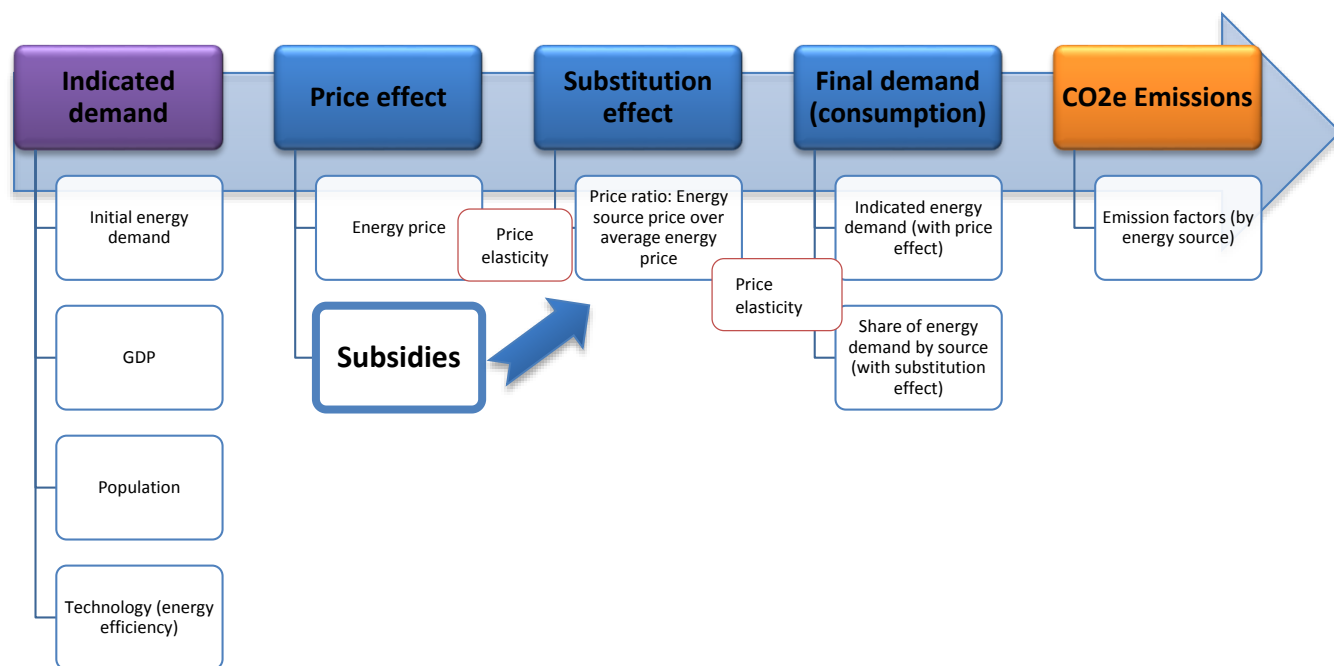 Indicated
demand
Price effect
Substitution
effect
Final demand
(consumption)
CO2e Emissions
Initial energy
demand
GDP
Population
Technology (energy
efficiency)
Energy price
Subsidies
Price
elasticity
Price ratio: Energy
source price over
average energy
price
Price
elasticity
Indicated energy
demand (with price
effect)
Share of energy
demand by source
(with substitution
effect)
Emission factors (by
energy source)